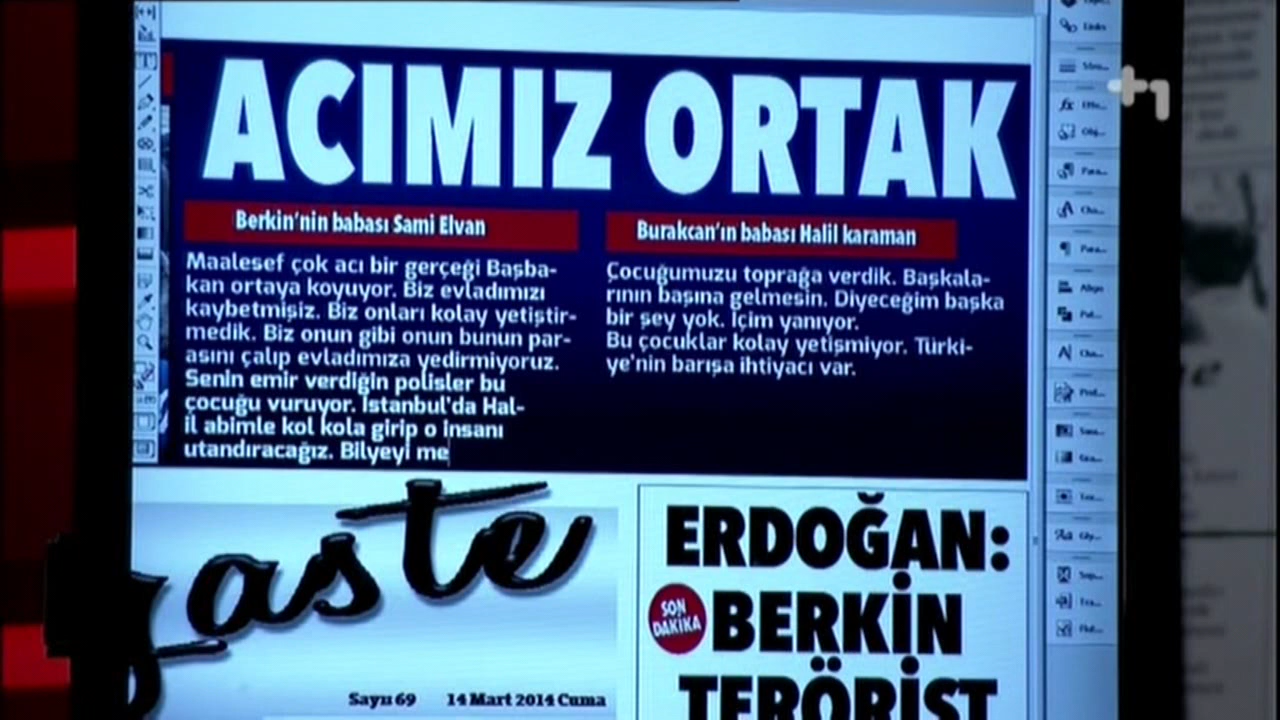 +1
ACIMIZ ORTAK
Berkin'nin babası Sami Elvan
Maalesef çok acı bir gerçeği Başba-
kan ortaya koyuyor. Biz evladımızı
kaybetmişiz. Biz onları kolay yetiştir-
medik. Biz onun gibi onun bunun par-
asını çalıp evladımıza yedirmiyoruz.
Senin emir verdiğin polisler bu
çocuğu vuruyor. İstanbul'da Hal-
il abimle kol kola girip o insanı
utandıracağız. Bilyeyi me
Burakcan'ın babası Halil karaman
Çocuğumuzu toprağa verdik. Başkala-
rının başına gelmesin. Diyeceğim başka
bir şey yok. İçim yanıyor.
Bu çocuklar kolay yetişmiyor. Türki-
ye'nin barışa ihtiyacı var.
gaste
Sayı: 69 14 Mart 2014 Cuma
ERDOĞAN:
SON
DAKİKA
BERKİN
TERÖRİST
Links
fx
Align